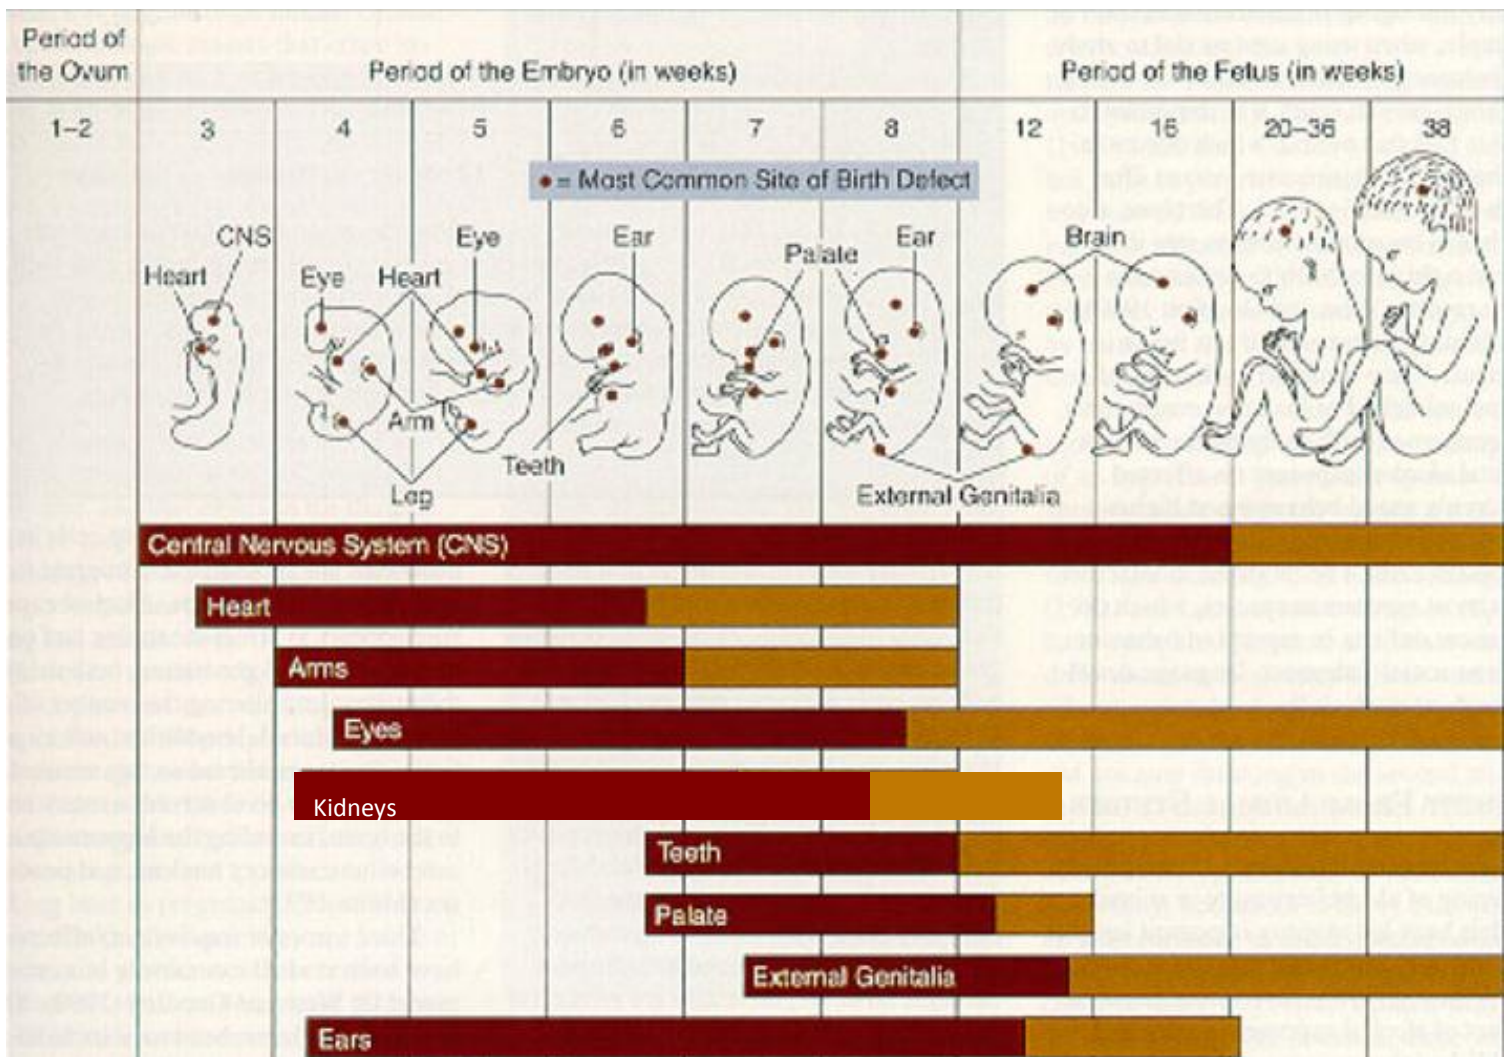 Period of
the Ovum
Period of the Embryo (in weeks)
Period of the Fetus (in weeks)
1–2
3
4
5
6
7
8
12
16
20–36
38
= Most Common Site of Birth Defect
CNS
Eye
Ear
Ear
Brain
Palate
Heart
Eye
Heart
Arm
Teeth
Leg
External Genitalia
Central Nervous System (CNS)
Heart
Arms
Eyes
Kidneys
Teeth
Palate
External Genitalia
Ears